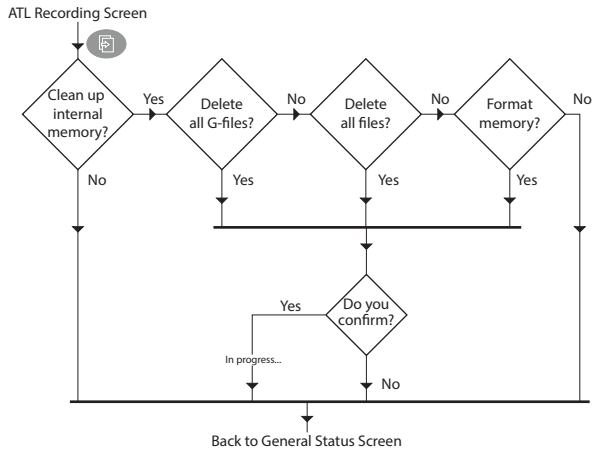 ATL Recording Screen
Clean up
internal
memory?
Yes
Delete
all G-files?
No
Delete
all files?
No
Format
memory?
No
No
Yes
Yes
Yes
Do you
confirm?
Yes
In progress...
No
Back to General Status Screen